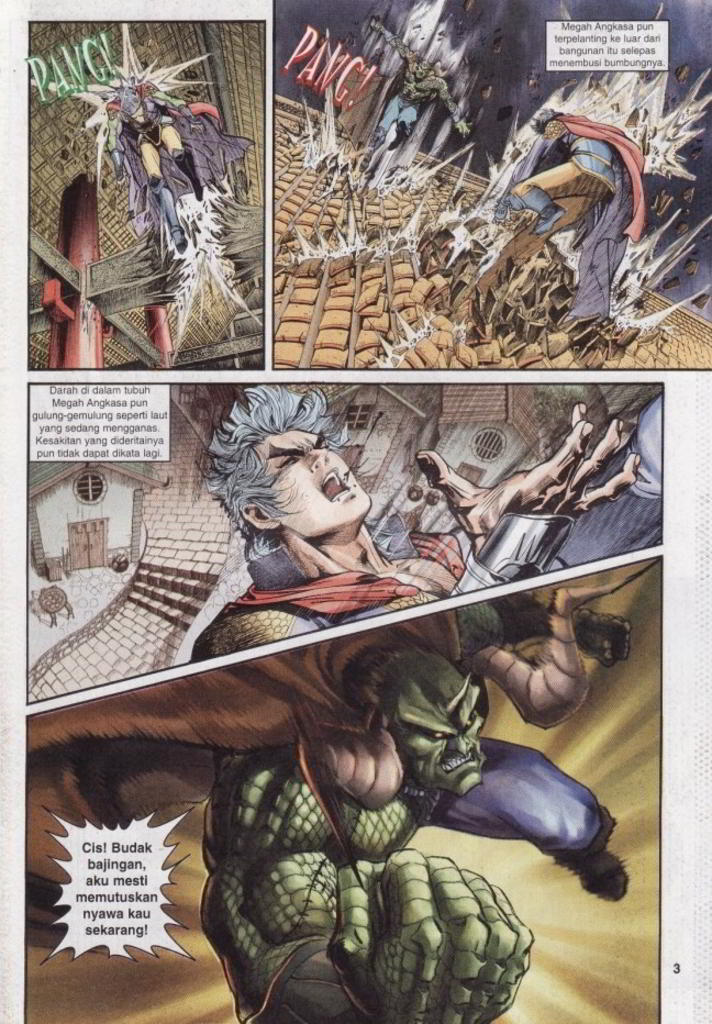 PANG!
PANG!
Megah Angkasa pun
terpelanting ke luar dari
bangunan itu selepas
menembusi bumbungnya.
Darah di dalam tubuh
Megah Angkasa pun
gulung-gemulung seperti laut
yang sedang mengganas.
Kesakitan yang dideritainya
pun tidak dapat dikata lagi.
Cis! Budak
bajingan,
aku mesti
memutuskan
nyawa kau
sekarang!
3